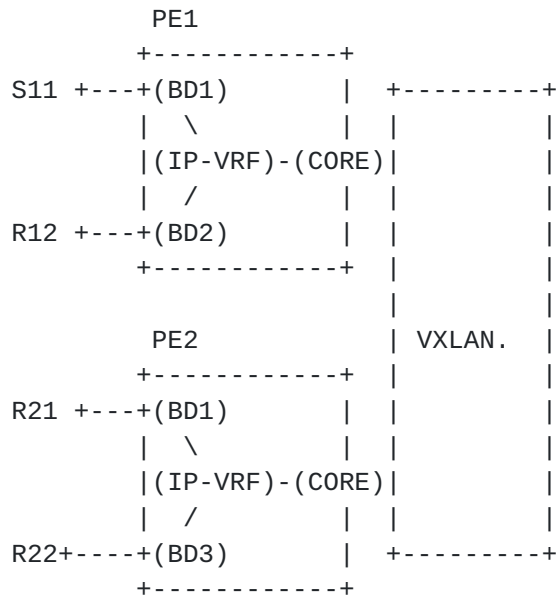 PE1
S11 +---+(BD1)
(IP-VRF)-(CORE)
R12 +---+(BD2)
VXLAN.
PE2
R21 +---+(BD1)
(IP-VRF)-(CORE)
R22+----+(BD3)